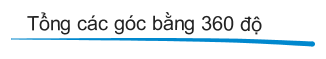 Tổng các góc bằng 360 độ